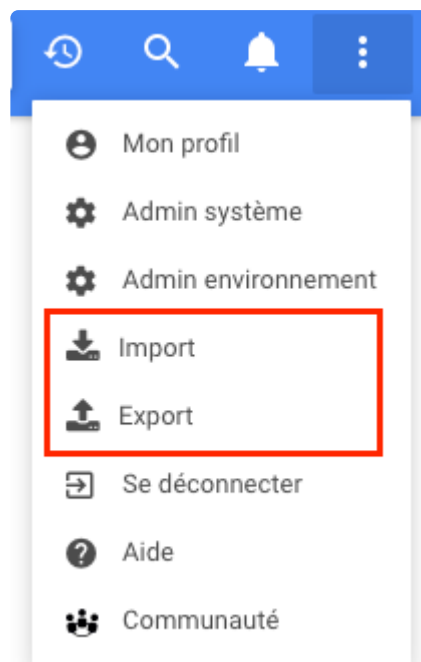 Mon profil
Admin système
Admin environnement
Import
Export
Se déconnecter
Aide
Communauté